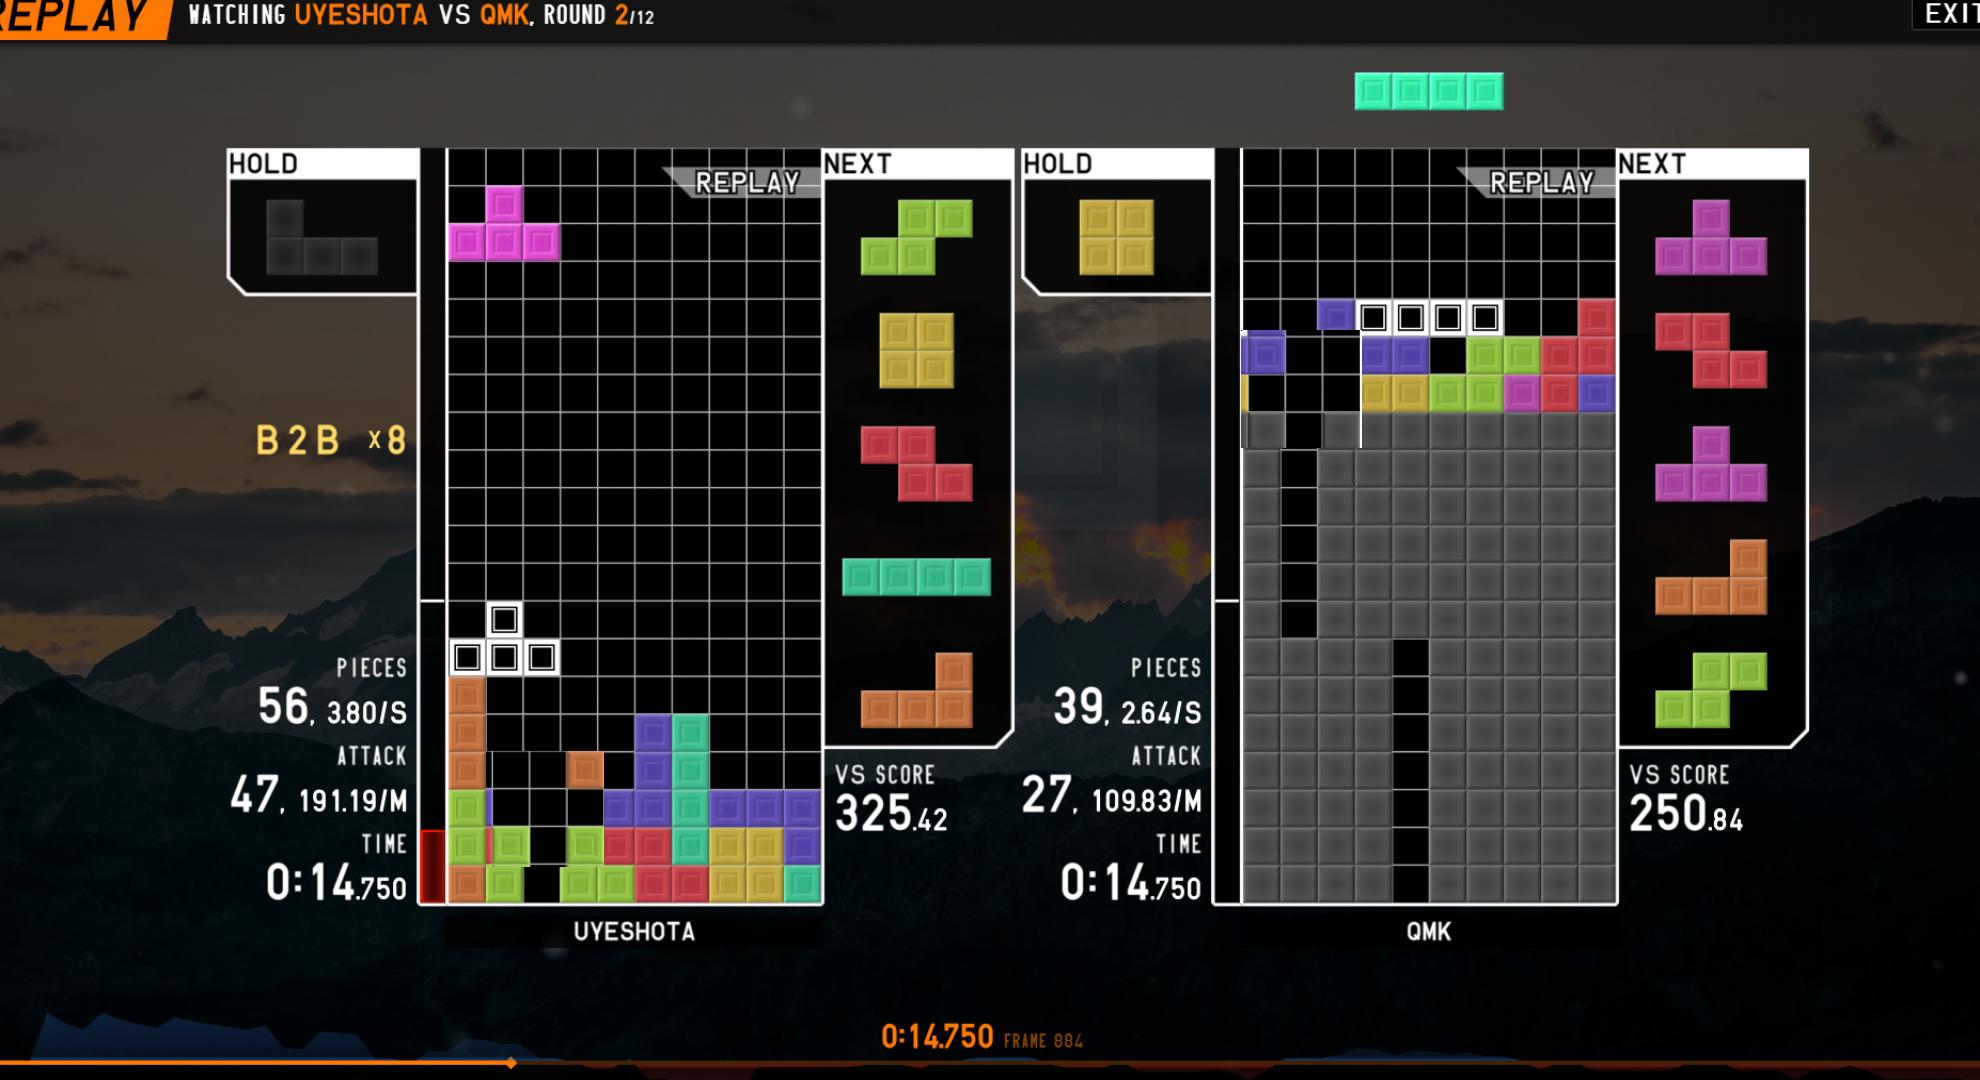 REPLAY
WATCHING UYESHOTA VS QMK, ROUND 2/12
EXIT
HOLD
REPLAY
NEXT
B2B x8
PIECES
56, 3.80/S
ATTACK
47, 191.19/M
TIME
0:14.750
VS SCORE
325.42
UYESHOTA
HOLD
REPLAY
NEXT
PIECES
39, 2.64/S
ATTACK
27, 109.83/M
TIME
0:14.750
VS SCORE
250.84
QMK
0:14.750 FRAME 884